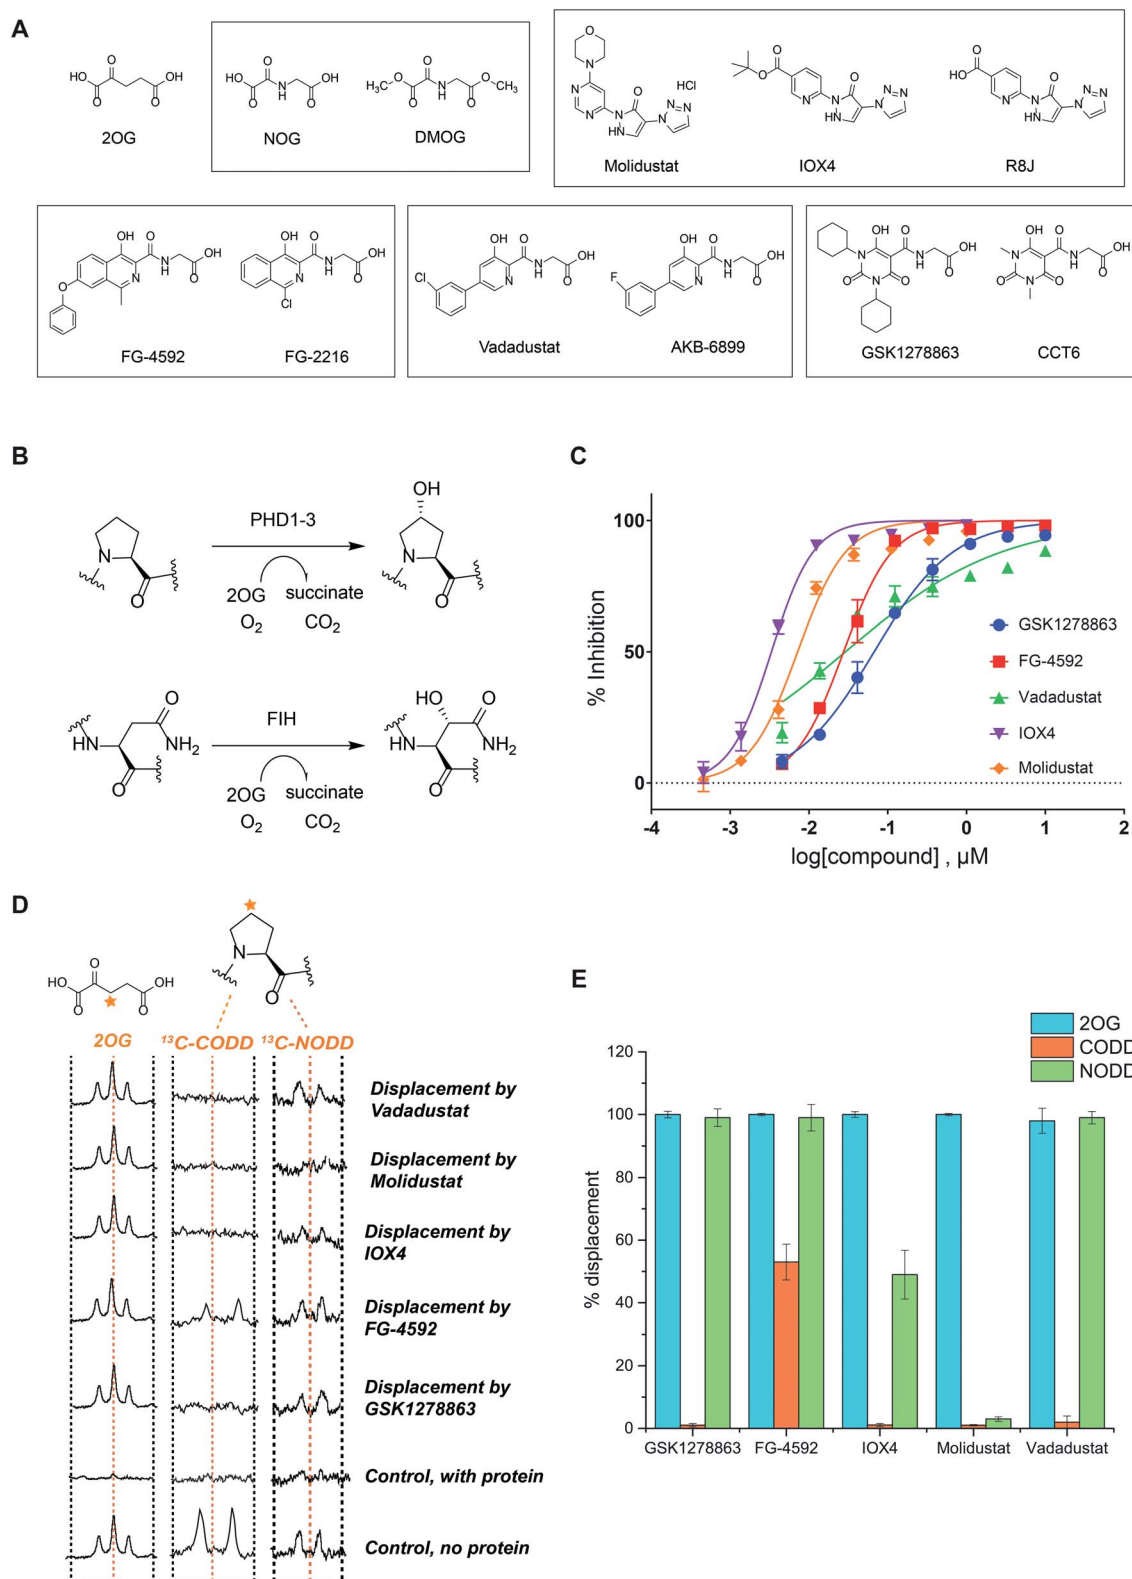 A
2OG
NOG
DMOG
Molidustat
HCl
IOX4
R8J
FG-4592
FG-2216
Vadadustat
AKB-6899
GSK1278863
CCT6
B
PHD1-3
2OG succinate
O2 CO2
FIH
2OG succinate
O2 CO2
C
% Inhibition
100
50
0
-4 -3 -2 -1 0 1 2
log[compound] , µM
GSK1278863
FG-4592
Vadadustat
IOX4
Molidustat
D
2OG 13C-CODD 13C-NODD
Displacement by
Vadadustat
Displacement by
Molidustat
Displacement by
IOX4
Displacement by
FG-4592
Displacement by
GSK1278863
Control, with protein
Control, no protein
E
2OG
CODD
NODD
% displacement
120
100
80
60
40
20
0
GSK1278863 FG-4592 IOX4 Molidustat Vadadustat